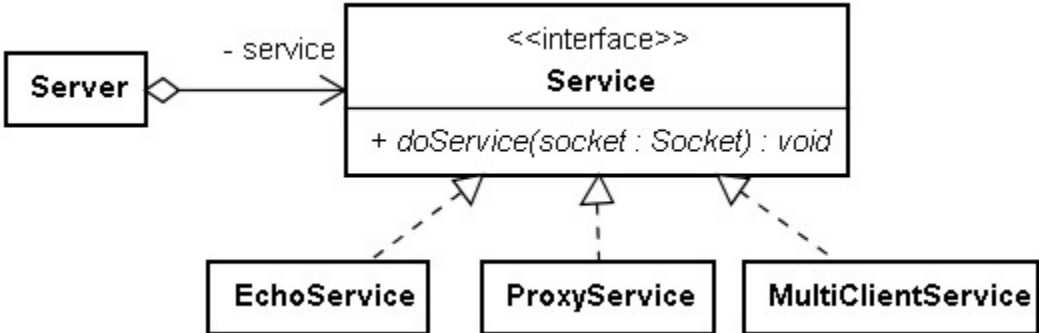 <<interface>>
- service
Server
Service
+ doService(socket : Socket) : void
EchoService
ProxyService
MultiClientService